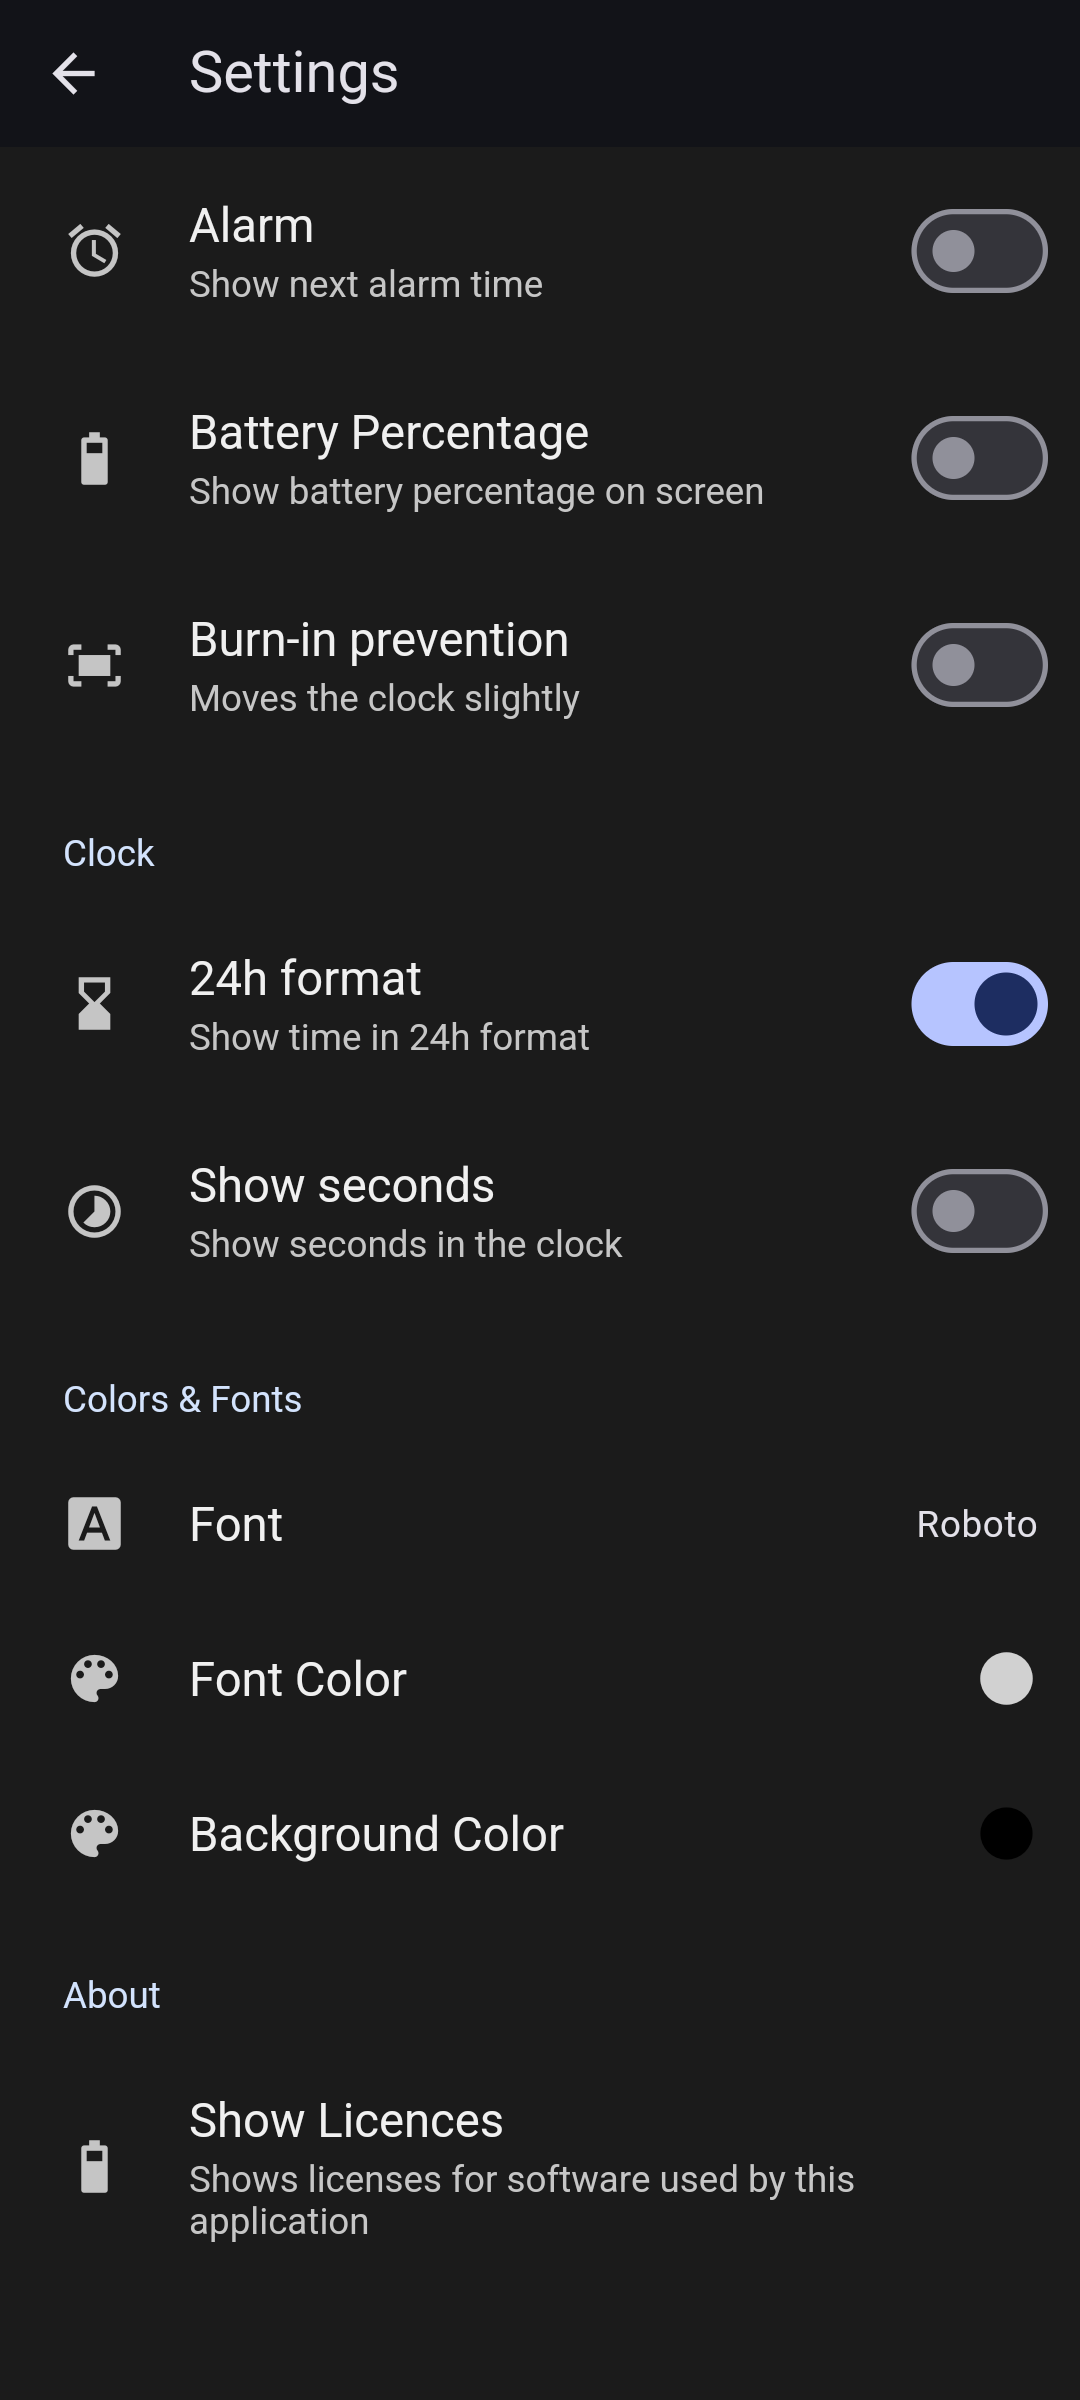 Settings
Alarm
Show next alarm time
Battery Percentage
Show battery percentage on screen
Burn-in prevention
Moves the clock slightly
Clock
24h format
Show time in 24h format
Show seconds
Show seconds in the clock
Colors & Fonts
Font
Roboto
Font Color
Background Color
About
Show Licences
Shows licenses for software used by this
application